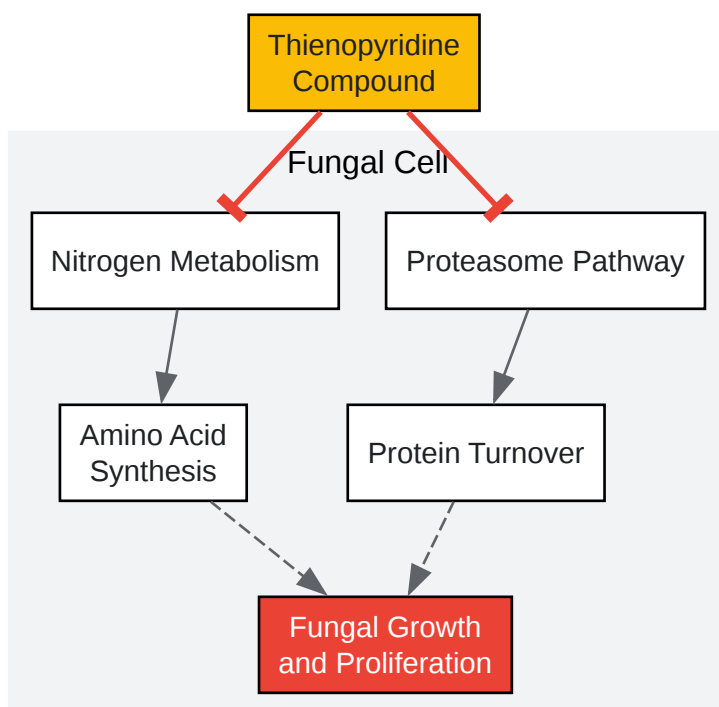 Thienopyridine
Compound
Fungal Cell
Nitrogen Metabolism
Proteasome Pathway
Amino Acid
Synthesis
Protein Turnover
Fungal Growth
and Proliferation